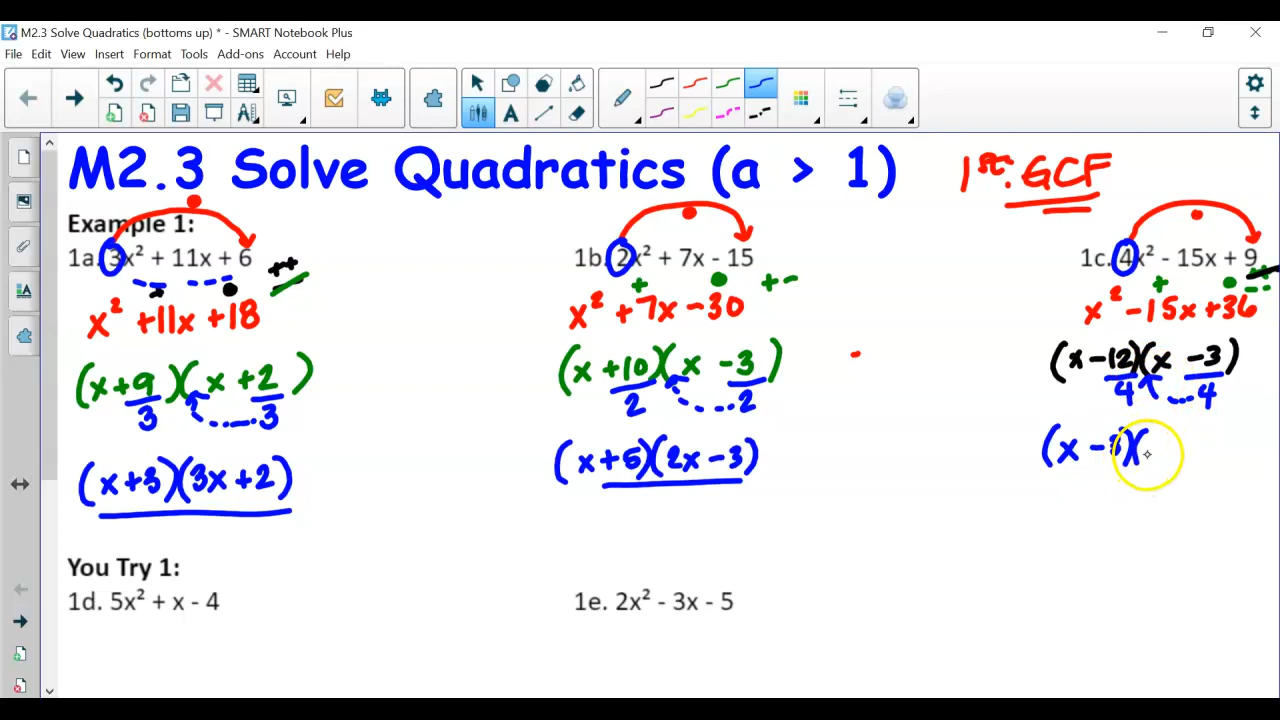 M2.3 Solve Quadratics (bottoms up) * - SMART Notebook Plus
File Edit View Insert Format Tools Add-ons Account Help
M2.3 Solve Quadratics (a > 1)
1st: GCF
Example 1:
1a. 3x² + 11x + 6
1b. 2x² + 7x - 15
1c. 4x² - 15x + 9
++
--
+ +-
+ ++
--
x² +11x +18
x² +7x -30
x² -15x +36
(x+9)(x+2)
3 3
(x+10)(x-3)
2 2
(x-12)(x-3)
4 4
(x+3)(3x+2)
(x+5)(2x-3)
(x-3)(
You Try 1:
1d. 5x² + x - 4
1e. 2x² - 3x - 5